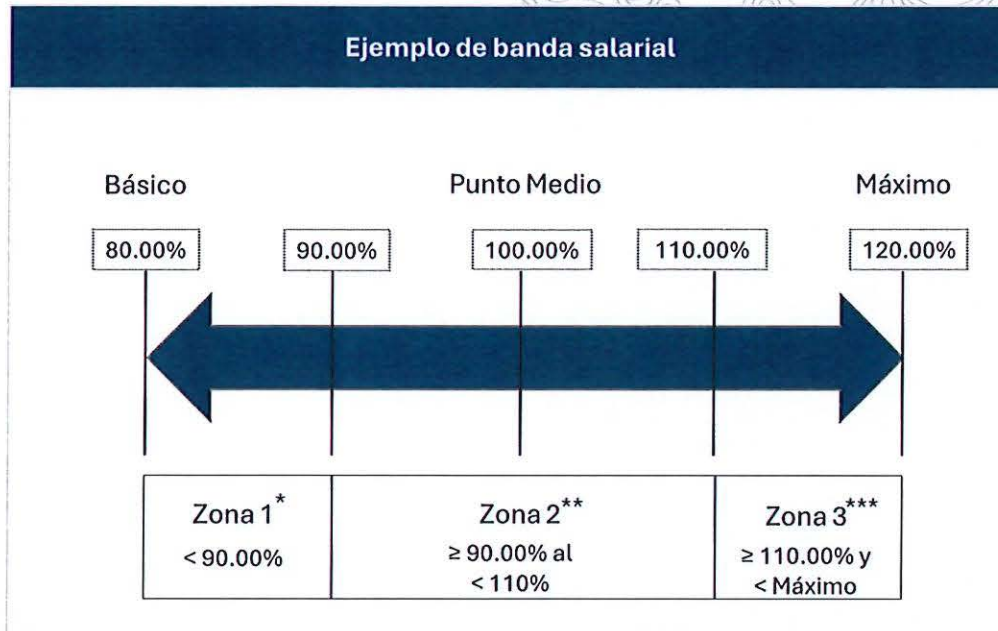 Ejemplo de banda salarial
Básico
Punto Medio
Máximo
80.00%
90.00%
100.00%
110.00%
120.00%
Zona 1*
< 90.00%
Zona 2**
≥ 90.00% al
< 110%
Zona 3***
≥ 110.00% y
< Máximo